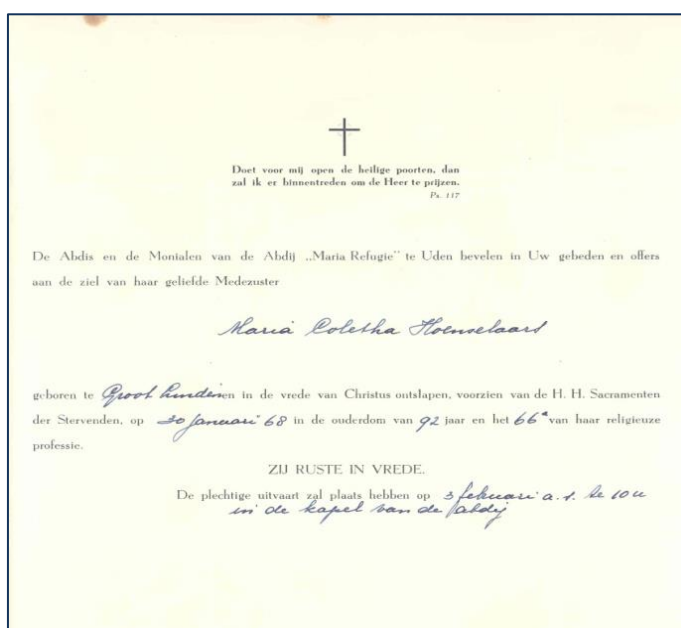 Doet voor mij open de heilige poorten, dan
zal ik er binnentreden om de Heer te prijzen.
Ps. 117
De Abdis en de Monialen van de Abdij „Maria Refugie" te Uden bevelen in Uw gebeden en offers
aan de ziel van haar geliefde Medezuster
Maria Coletha Hoenselaars
geboren te Groot Linden en in de vrede van Christus ontslapen, voorzien van de H. H. Sacramenten
der Stervenden, op 30 Januari 68 in de ouderdom van 92 jaar en het 66e van haar religieuze
professie.
ZIJ RUSTE IN VREDE.
De plechtige uitvaart zal plaats hebben op 3 februari a.s. te 10 u
in de kapel van de abdij